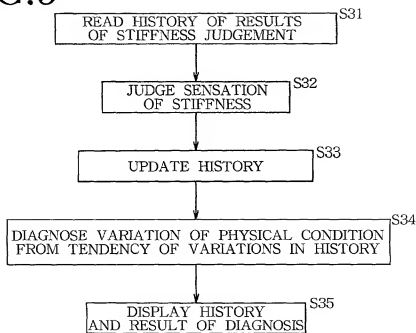 READ HISTORY OF RESULTS
OF STIFFNESS JUDGEMENT
S31
JUDGE SENSATION
OF STIFFNESS
S32
UPDATE HISTORY
S33
DIAGNOSE VARIATION OF PHYSICAL CONDITION
FROM TENDENCY OF VARIATIONS IN HISTORY
S34
DISPLAY HISTORY
AND RESULT OF DIAGNOSIS
S35